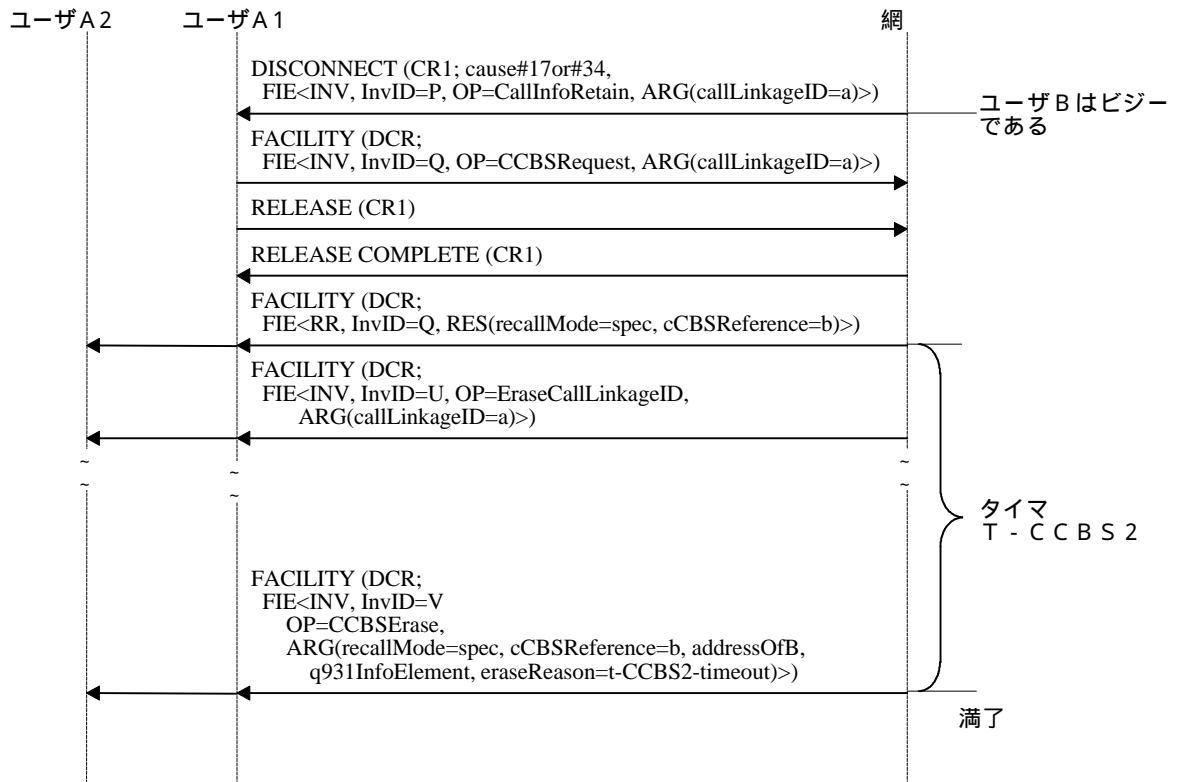 ユーザA2
ユーザA1
網
DISCONNECT (CR1; cause#17or#34,
FIE<INV, InvID=P, OP=CallInfoRetain, ARG(callLinkageID=a)>)
ユーザBはビジー
である
FACILITY (DCR;
FIE<INV, InvID=Q, OP=CCBSRequest, ARG(callLinkageID=a)>)
RELEASE (CR1)
RELEASE COMPLETE (CR1)
FACILITY (DCR;
FIE<RR, InvID=Q, RES(recallMode=spec, cCBSReference=b)>)
FACILITY (DCR;
FIE<INV, InvID=U, OP=EraseCallLinkageID,
ARG(callLinkageID=a)>)
~ ~ ~
~ ~ ~
タイマ
T-CCBS2
FACILITY (DCR;
FIE<INV, InvID=V
OP=CCBSErase,
ARG(recallMode=spec, cCBSReference=b, addressOfB,
q931InfoElement, eraseReason=t-CCBS2-timeout)>)
満了